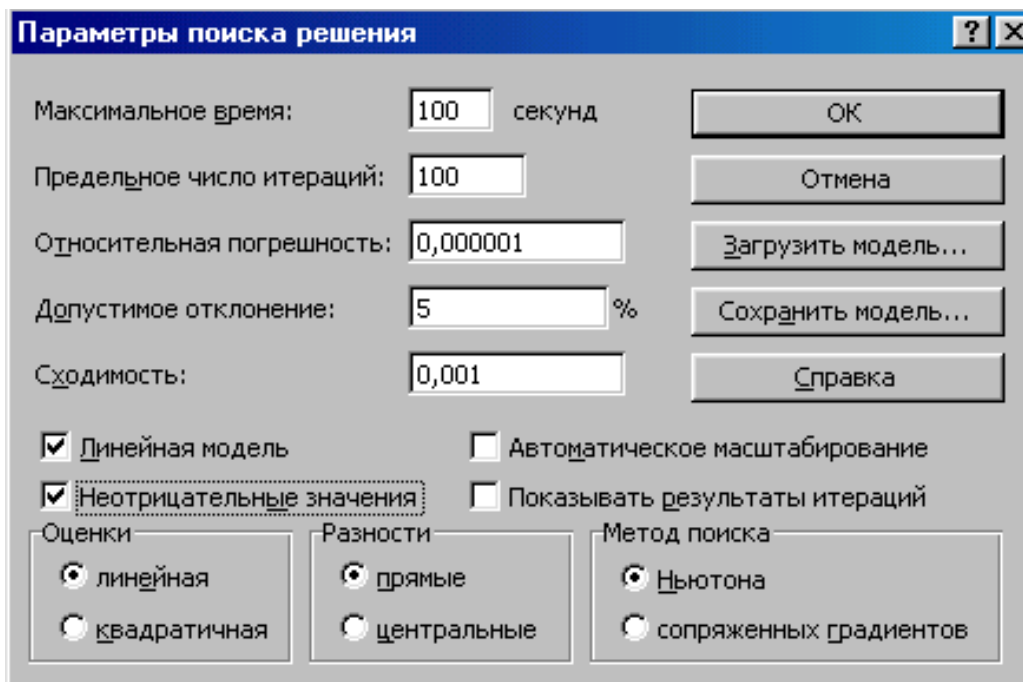 Параметры поиска решения
Максимальное время: 100 секунд OK
Предельное число итераций: 100 Отмена
Относительная погрешность: 0,000001 Загрузить модель...
Допустимое отклонение: 5 % Сохранить модель...
Сходимость: 0,001 Справка
Линейная модель Автоматическое масштабирование
Неотрицательные значения Показывать результаты итераций
Оценки Разности Метод поиска
линейная прямые Ньютона
квадратичная центральные сопряженных градиентов